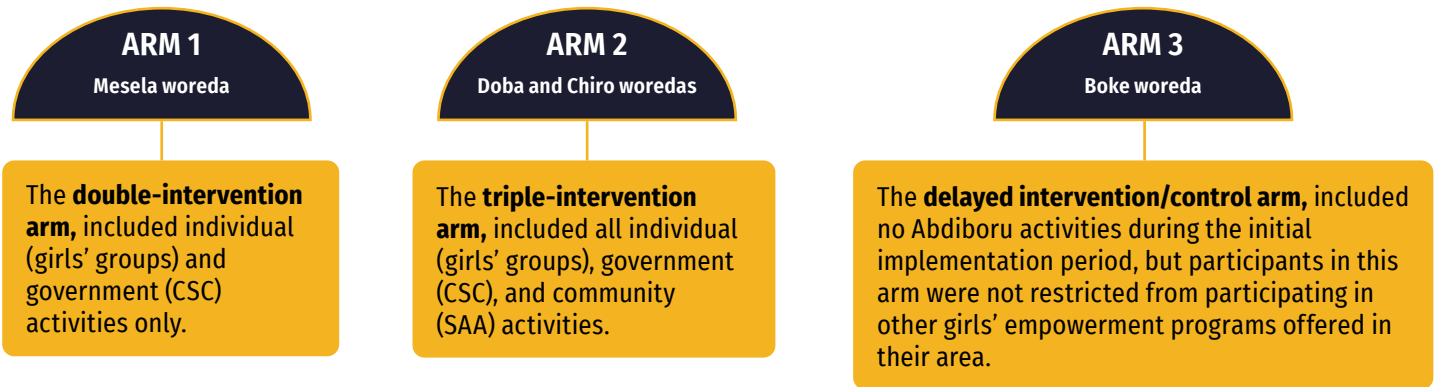 ARM 1
Mesela woreda
The double-intervention
arm, included individual
(girls’ groups) and
government (CSC)
activities only.
ARM 2
Doba and Chiro woredas
The triple-intervention
arm, included all individual
(girls’ groups), government
(CSC), and community
(SAA) activities.
ARM 3
Boke woreda
The delayed intervention/control arm, included
no Abdiboru activities during the initial
implementation period, but participants in this
arm were not restricted from participating in
other girls’ empowerment programs offered in
their area.